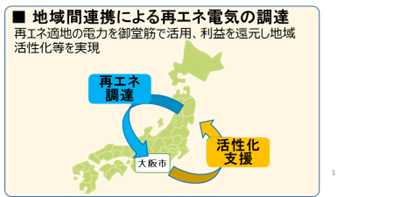 ■ 地域間連携による再エネ電気の調達
再エネ適地の電力を御堂筋で活用、利益を還元し地域
活性化等を実現
再エネ
調達
大阪市
活性化
支援
1